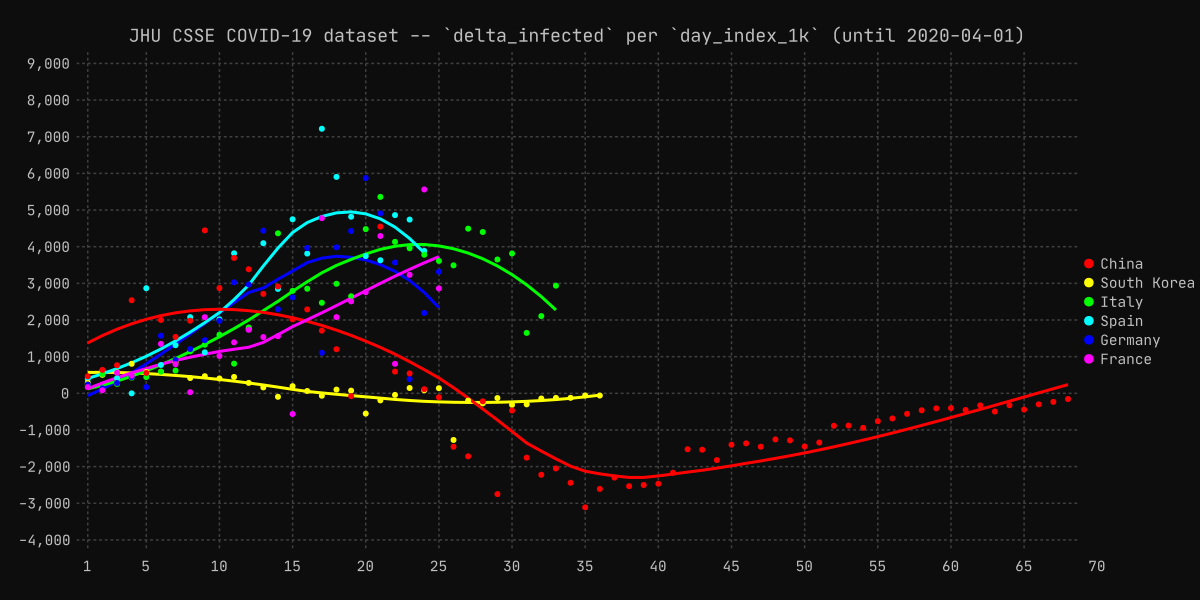 JHU CSSE COVID-19 dataset -- `delta_infected` per `day_index_1k` (until 2020-04-01)
9,000
8,000
7,000
6,000
5,000
4,000
3,000
2,000
1,000
0
-1,000
-2,000
-3,000
-4,000
1 5 10 15 20 25 30 35 40 45 50 55 60 65 70
China
South Korea
Italy
Spain
Germany
France